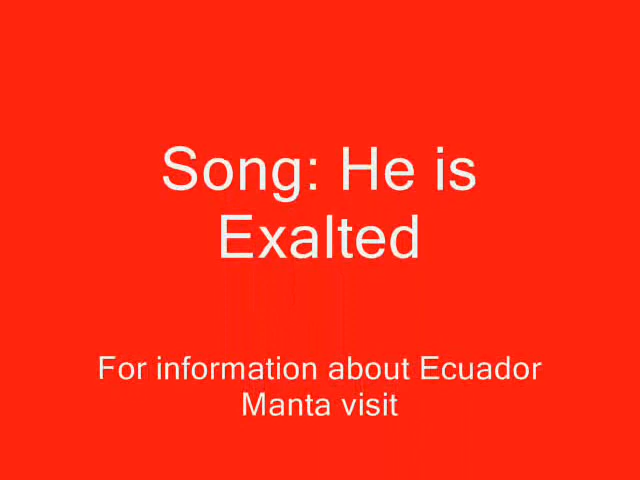 Song: He is
Exalted
For information about Ecuador
Manta visit